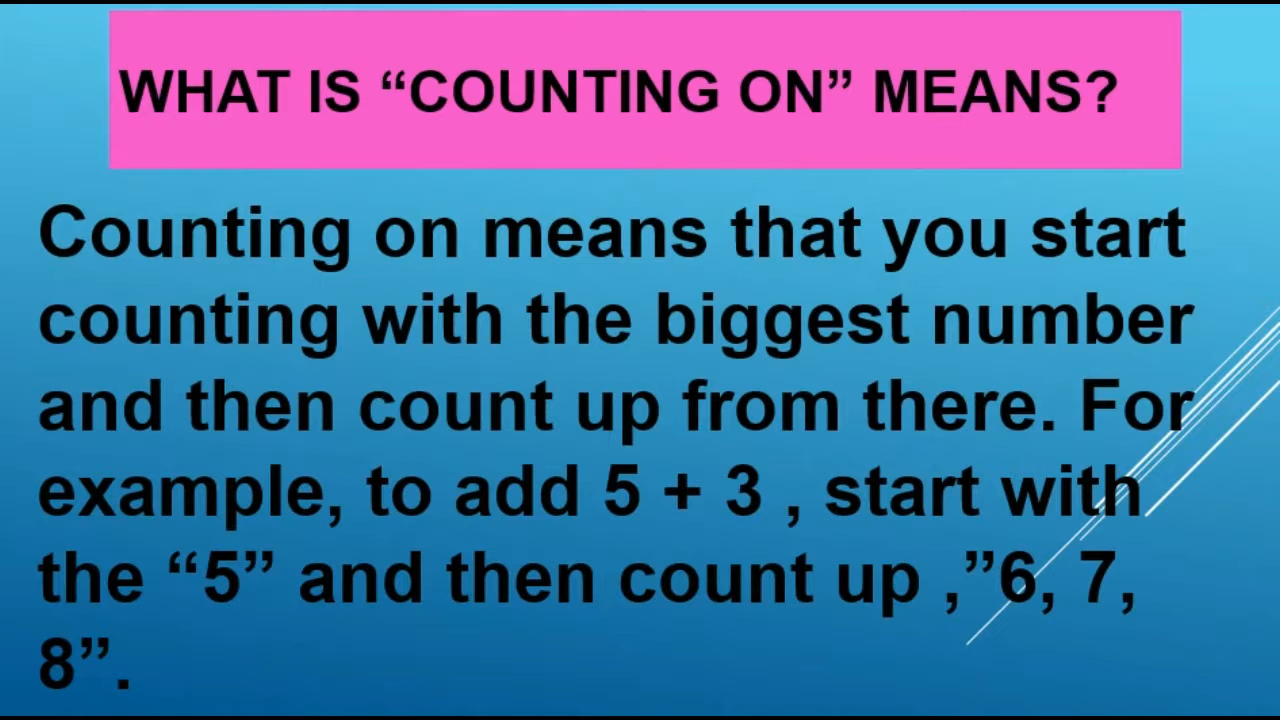 WHAT IS “COUNTING ON” MEANS?
Counting on means that you start
counting with the biggest number
and then count up from there. For
example, to add 5 + 3 , start with
the “5” and then count up ,”6, 7,
8”.